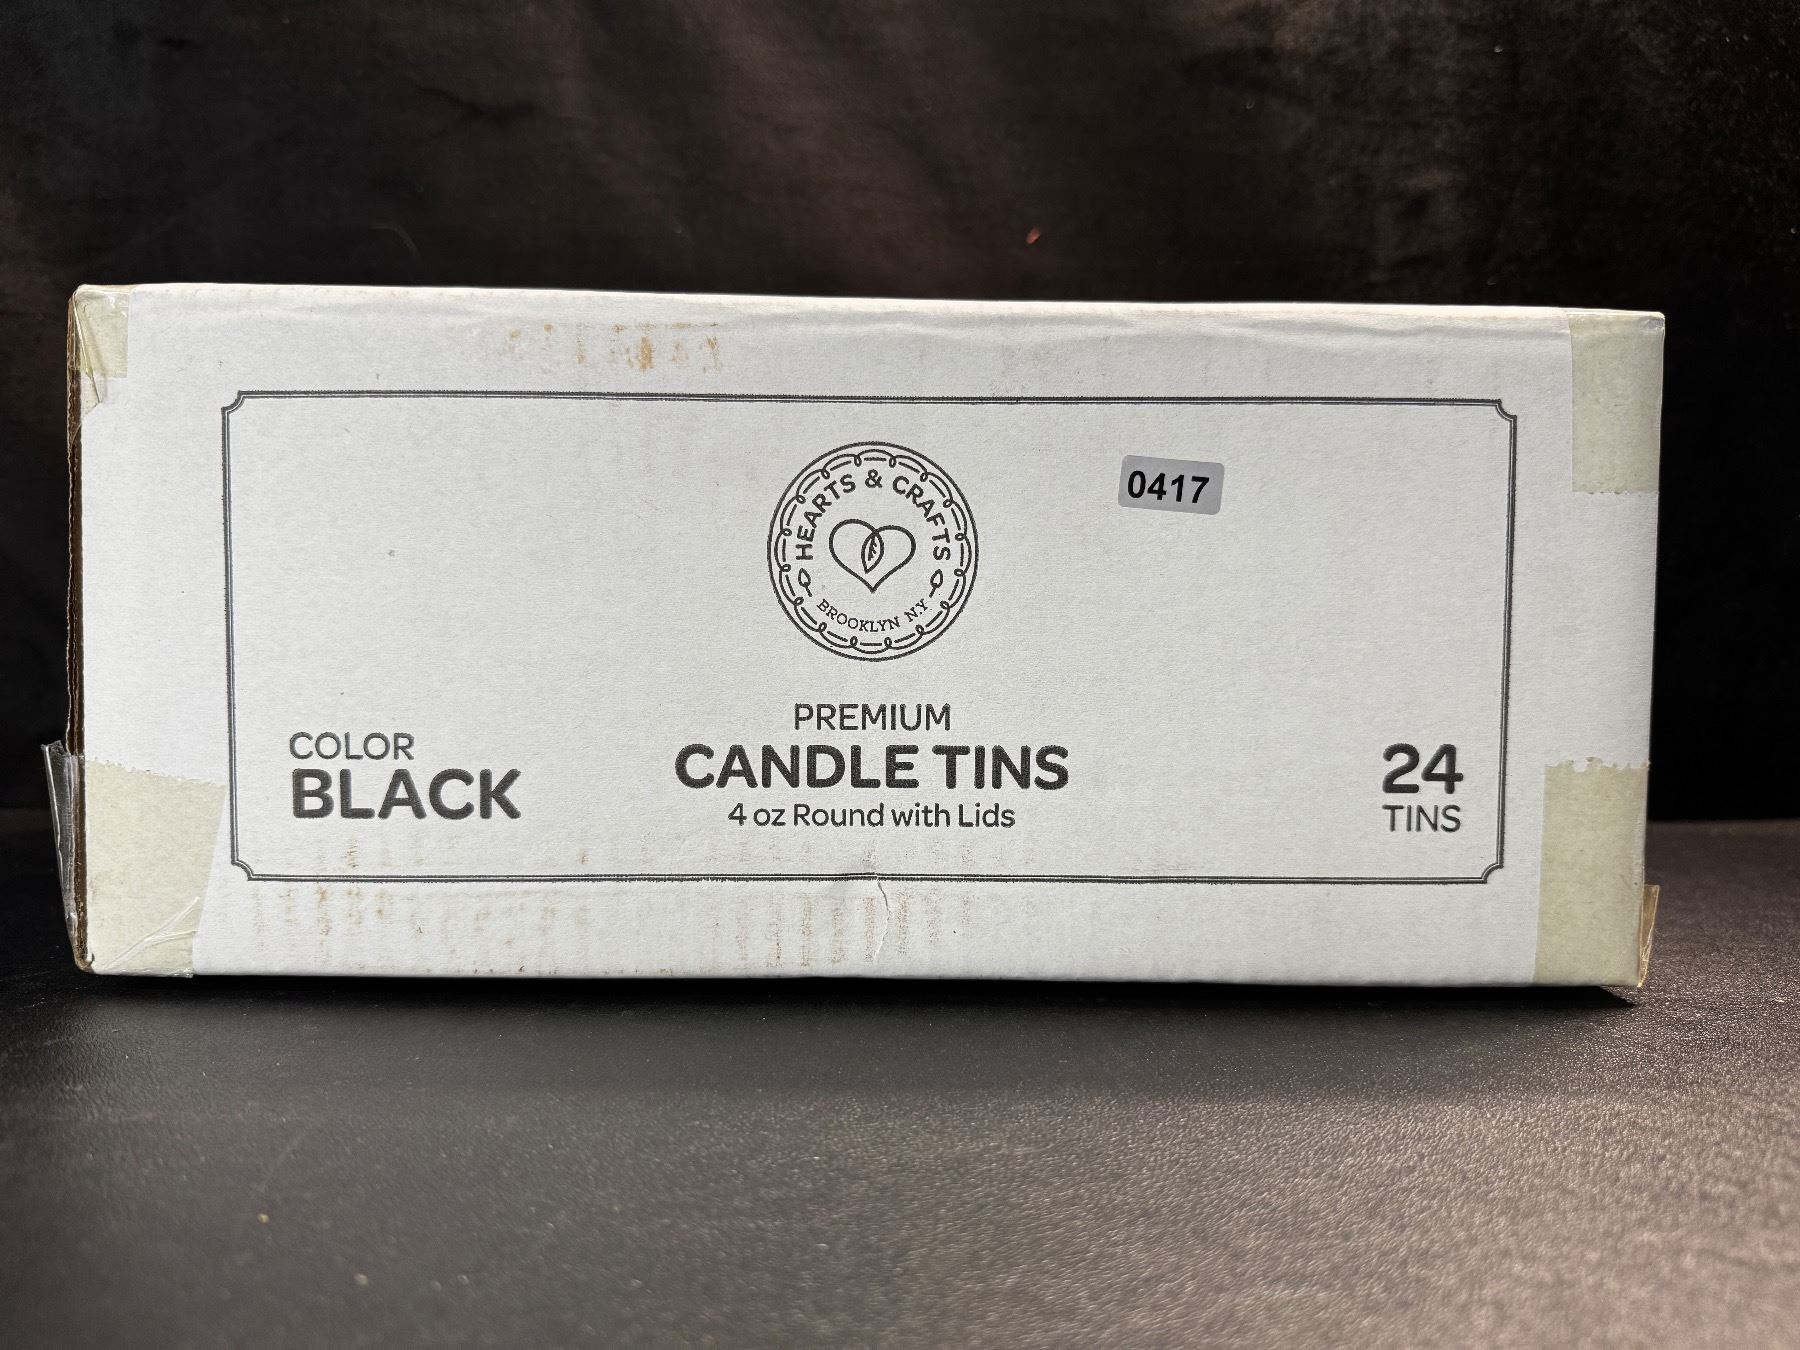 HEARTS & CRAFTS
BROOKLYN N.Y
0417
PREMIUM
CANDLE TINS
4 oz Round with Lids
COLOR
BLACK
24
TINS